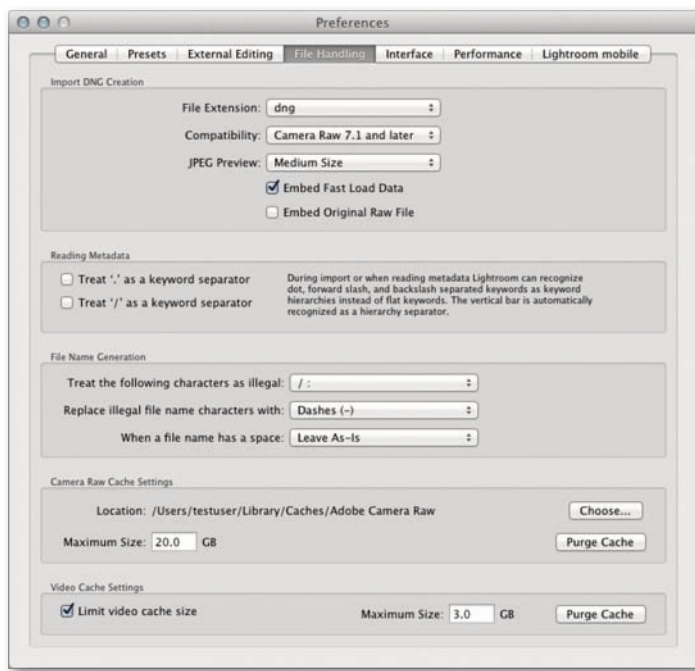 Preferences
General Presets External Editing File Handling Interface Performance Lightroom mobile
Import DNG Creation
File Extension: dng
Compatibility: Camera Raw 7.1 and later
JPEG Preview: Medium Size
Embed Fast Load Data
Embed Original Raw File
Reading Metadata
Treat '.' as a keyword separator
Treat '/' as a keyword separator
During import or when reading metadata Lightroom can recognize
dot, forward slash, and backslash separated keywords as keyword
hierarchies instead of flat keywords. The vertical bar is automatically
recognized as a hierarchy separator.
File Name Generation
Treat the following characters as illegal: / :
Replace illegal file name characters with: Dashes (-)
When a file name has a space: Leave As-Is
Camera Raw Cache Settings
Location: /Users/testuser/Library/Caches/Adobe Camera Raw Choose...
Maximum Size: 20.0 GB Purge Cache
Video Cache Settings
Limit video cache size Maximum Size: 3.0 GB Purge Cache